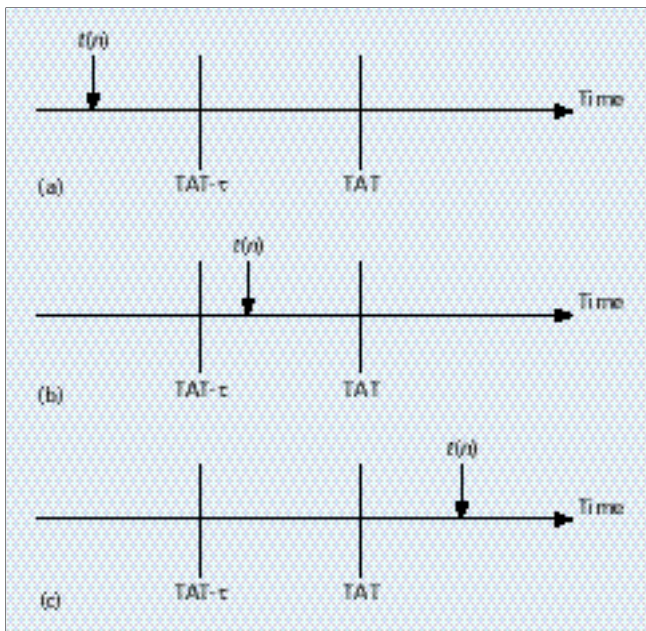 t(n)
Time
(a) TAT-τ TAT
t(n)
Time
(b) TAT-τ TAT
t(n)
Time
(c) TAT-τ TAT